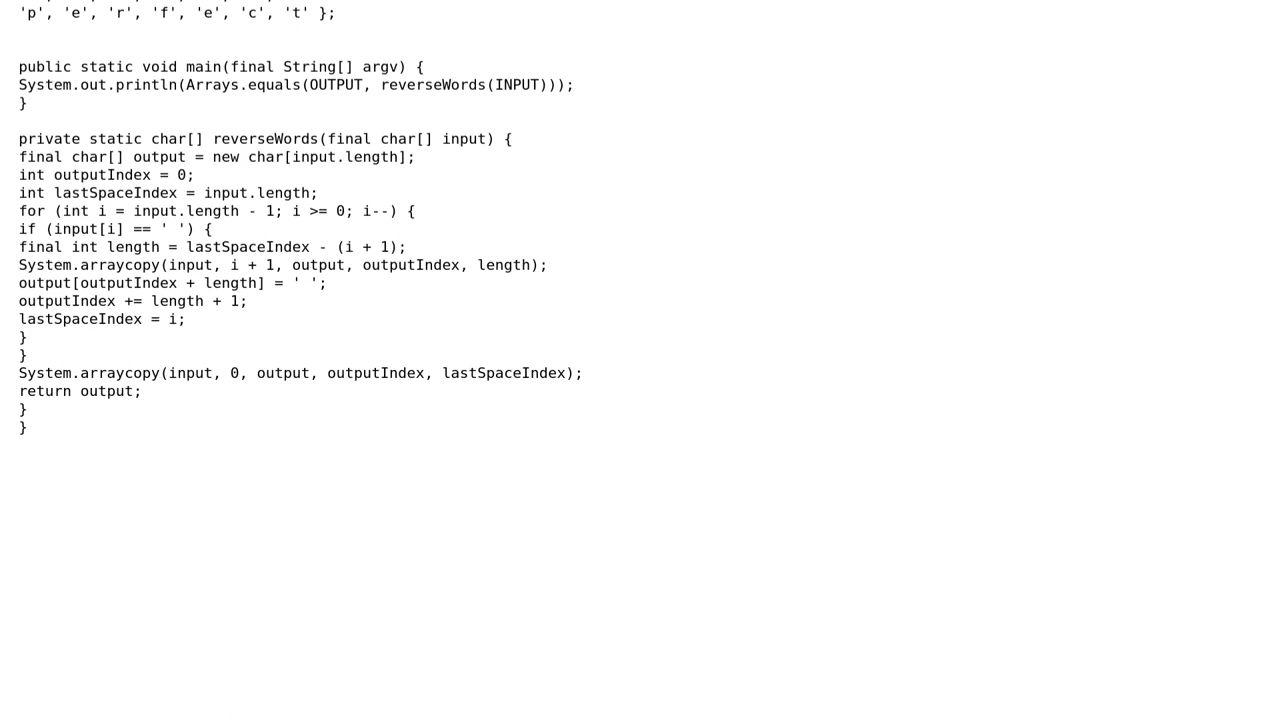 'p', 'e', 'r', 'f', 'e', 'c', 't' };
public static void main(final String[] argv) {
System.out.println(Arrays.equals(OUTPUT, reverseWords(INPUT)));
}
private static char[] reverseWords(final char[] input) {
final char[] output = new char[input.length];
int outputIndex = 0;
int lastSpaceIndex = input.length;
for (int i = input.length - 1; i >= 0; i--) {
if (input[i] == ' ') {
final int length = lastSpaceIndex - (i + 1);
System.arraycopy(input, i + 1, output, outputIndex, length);
output[outputIndex + length] = ' ';
outputIndex += length + 1;
lastSpaceIndex = i;
}
}
System.arraycopy(input, 0, output, outputIndex, lastSpaceIndex);
return output;
}
}